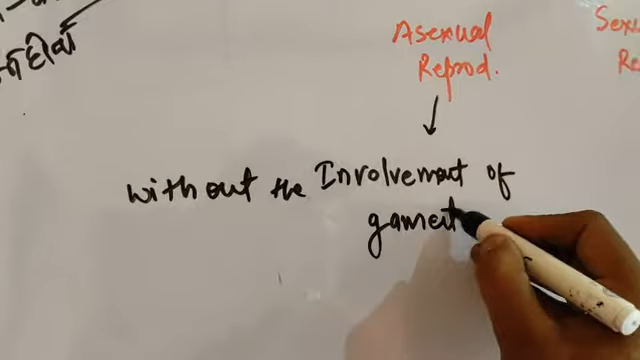 Asexual
Reprod.
without the Involvement of
gamet